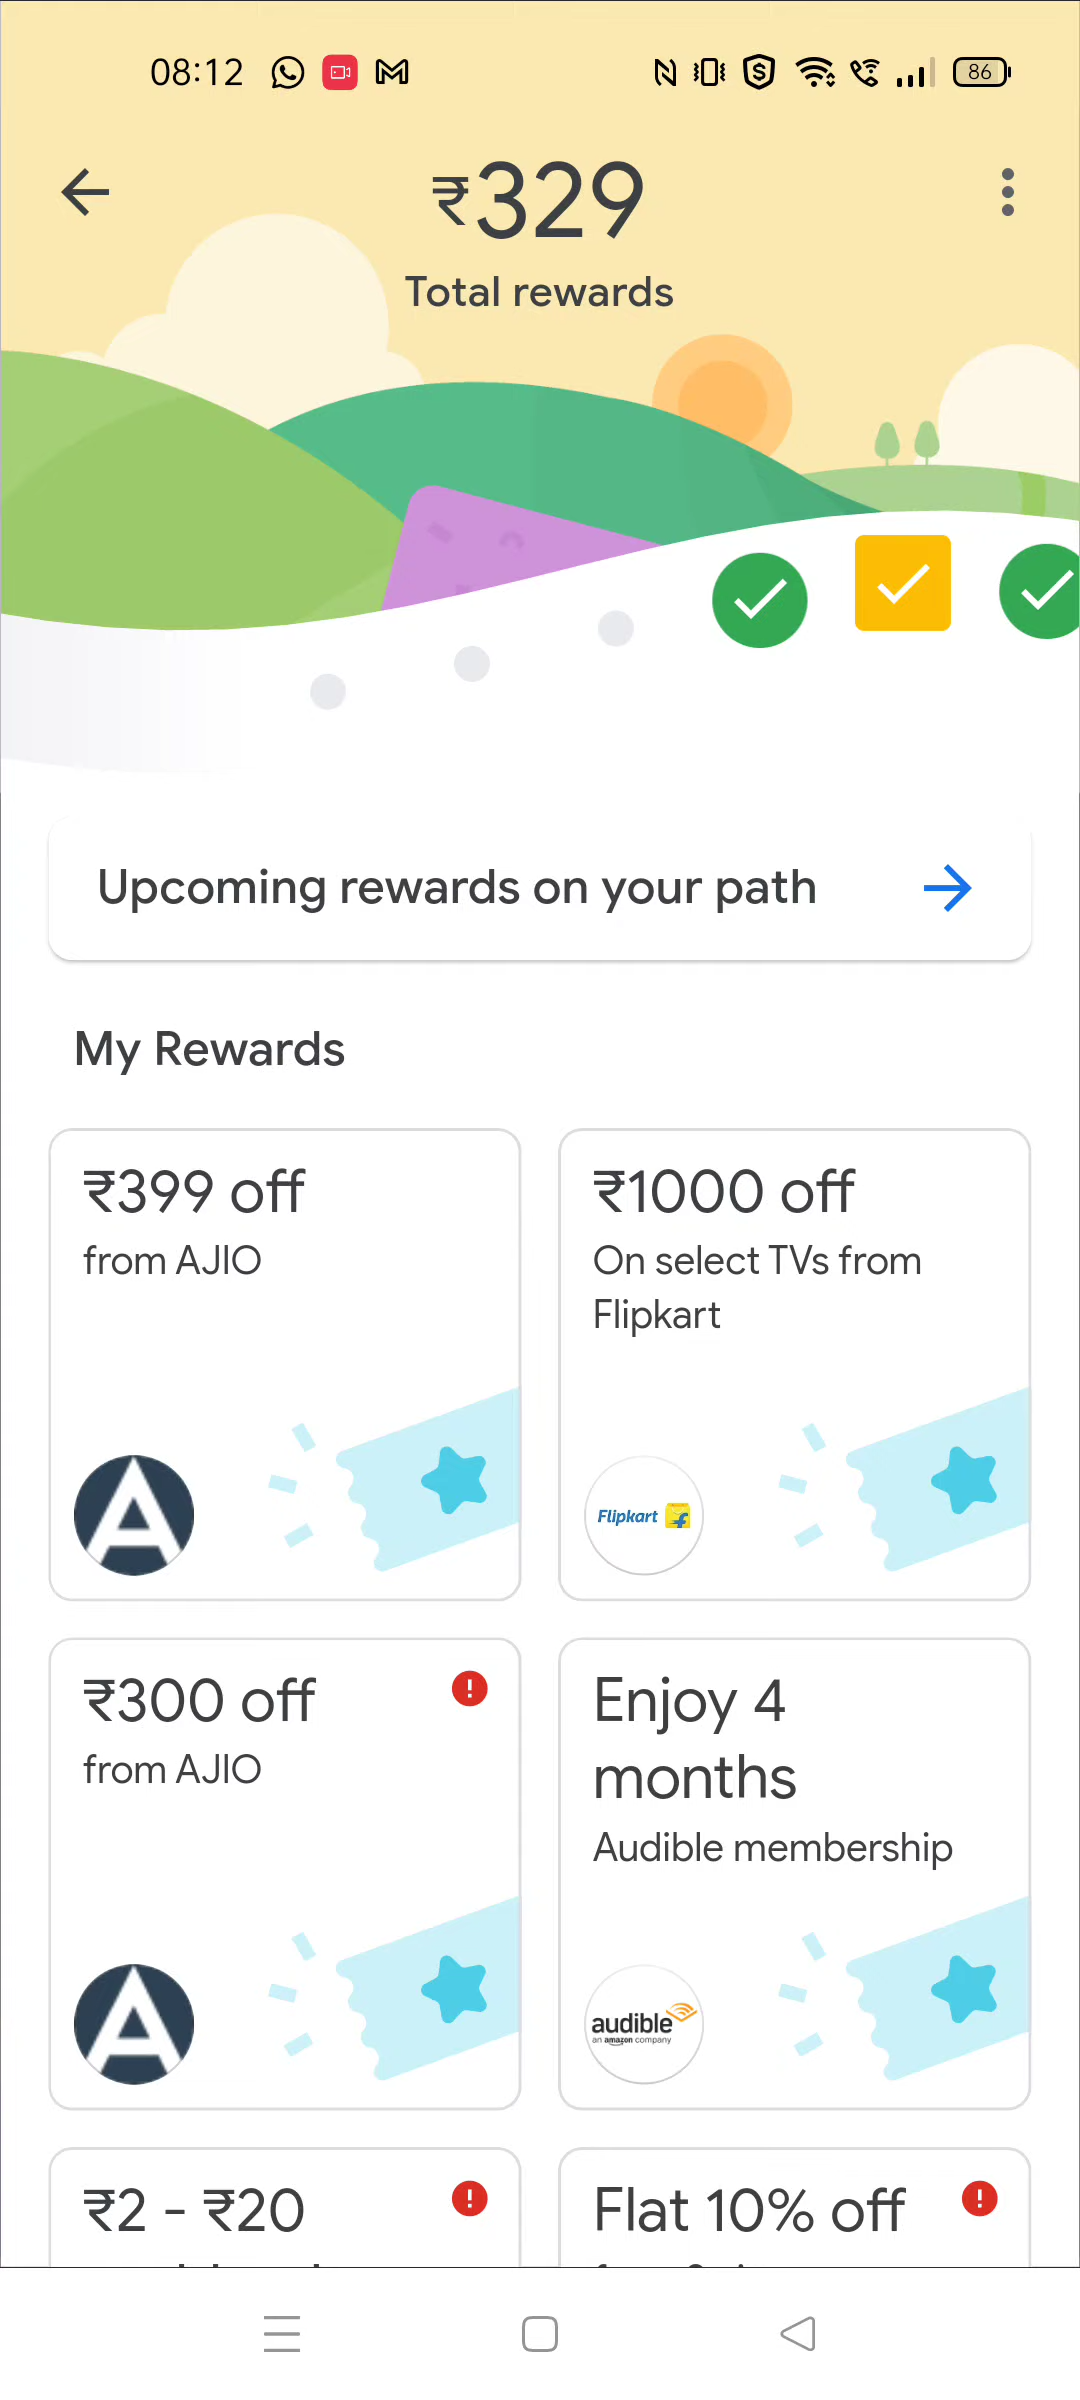 08:12
86
₹329
Total rewards
Upcoming rewards on your path
My Rewards
₹399 off
from AJIO
₹1000 off
On select TVs from
Flipkart
Flipkart
₹300 off
from AJIO
Enjoy 4
months
Audible membership
audible
an amazon company
₹2 - ₹20
Flat 10% off